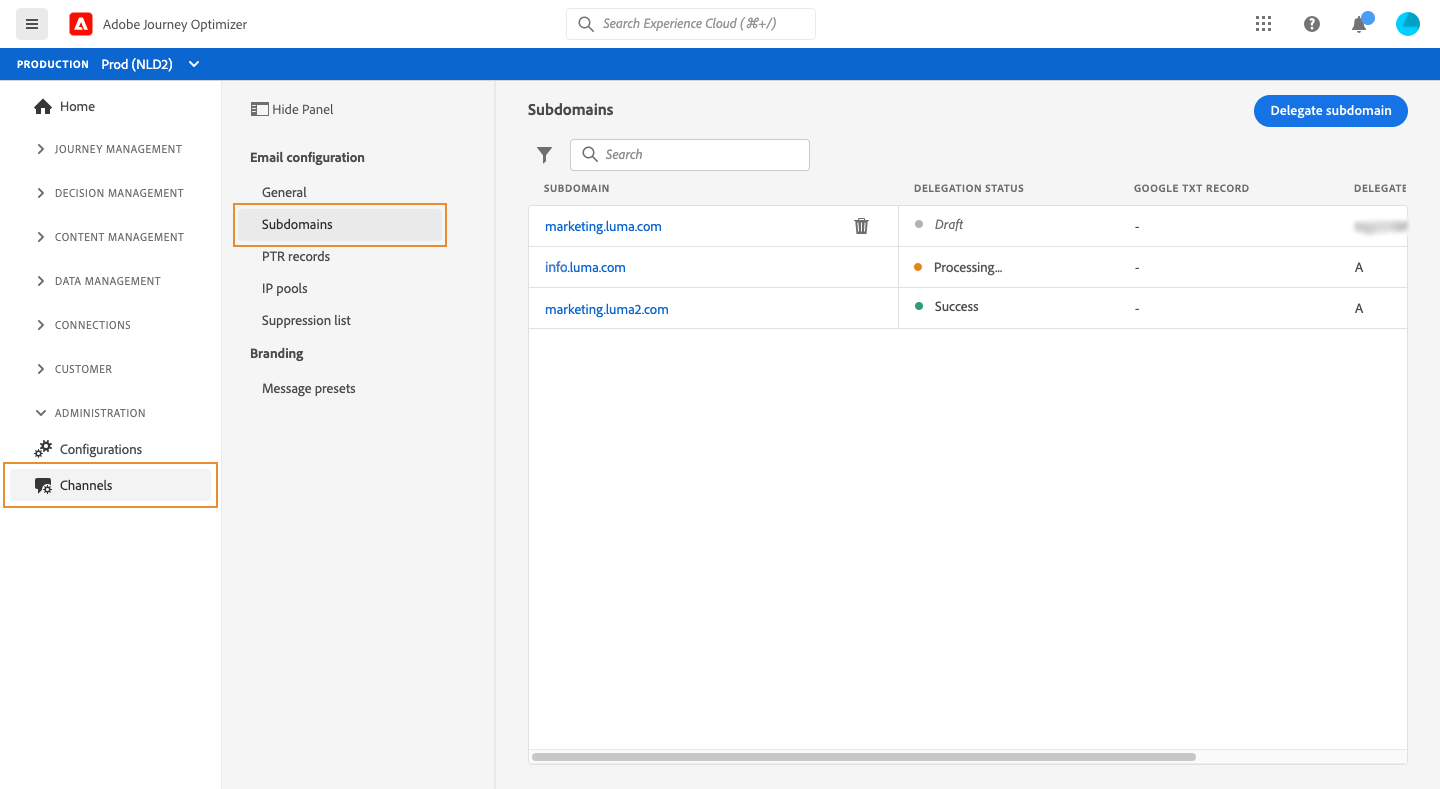 Adobe Journey Optimizer
Search Experience Cloud (⌘+/)
PRODUCTION Prod (NLD2)
Home
JOURNEY MANAGEMENT
DECISION MANAGEMENT
CONTENT MANAGEMENT
DATA MANAGEMENT
CONNECTIONS
CUSTOMER
ADMINISTRATION
Configurations
Channels
Hide Panel
Email configuration
General
Subdomains
PTR records
IP pools
Suppression list
Branding
Message presets
Subdomains
Delegate subdomain
Search
SUBDOMAIN DELEGATION STATUS GOOGLE TXT RECORD DELEGATE
marketing.luma.com Draft -
info.luma.com Processing... - A
marketing.luma2.com Success - A